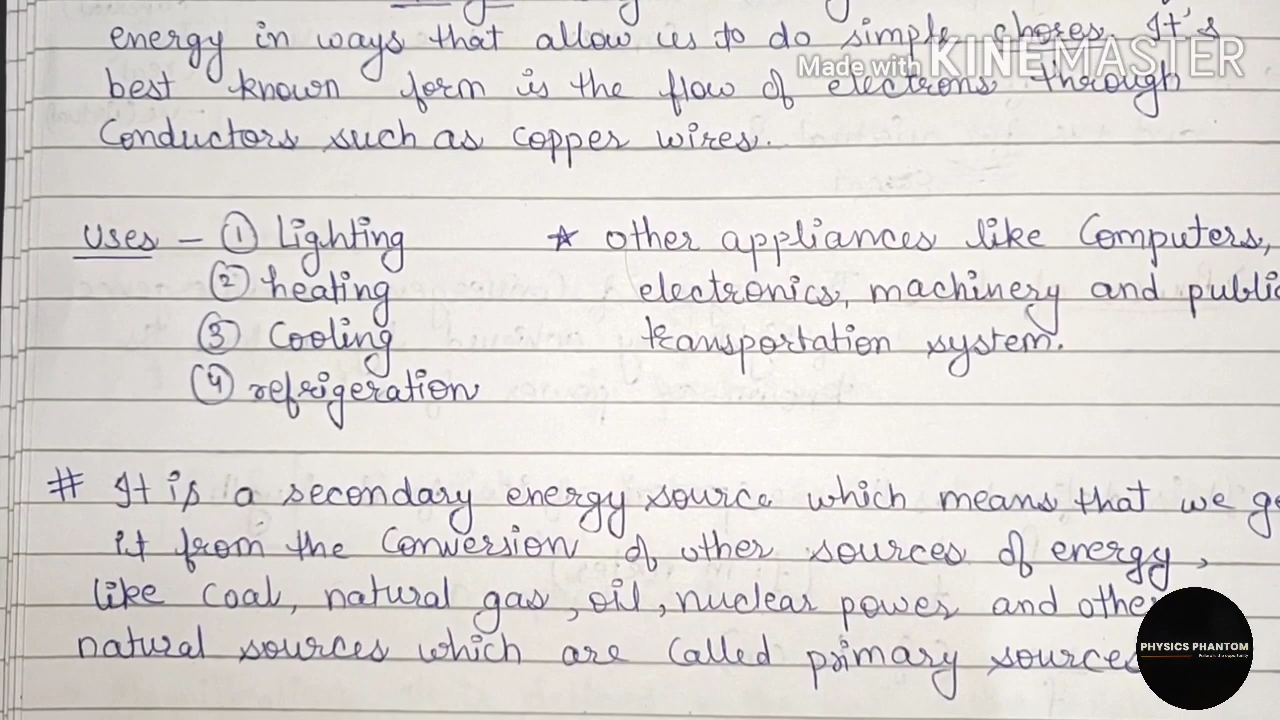 energy in ways that allow us to do simple chores. It's
Made with KINEMASTER
best known form is the flow of electrons through
Conductors such as copper wires.
Uses - ① Lighting
② heating
③ Cooling
④ refrigeration
☆ other appliances like Computers,
electronics, machinery and public
transportation system.
# It is a secondary energy source which means that we ge
it from the Conversion of other sources of energy,
like Coal, natural gas, oil, nuclear power and other
natural sources which are called primary sources
PHYSICS PHANTOM